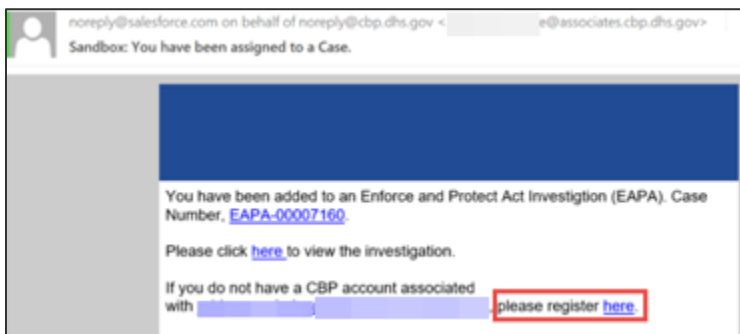 noreply@salesforce.com on behalf of noreply@cbp.dhs.gov < e@associates.cbp.dhs.gov>
Sandbox: You have been assigned to a Case.
You have been added to an Enforce and Protect Act Investigtion (EAPA). Case
Number, EAPA-00007160.
Please click here to view the investigation.
If you do not have a CBP account associated
with , please register here.